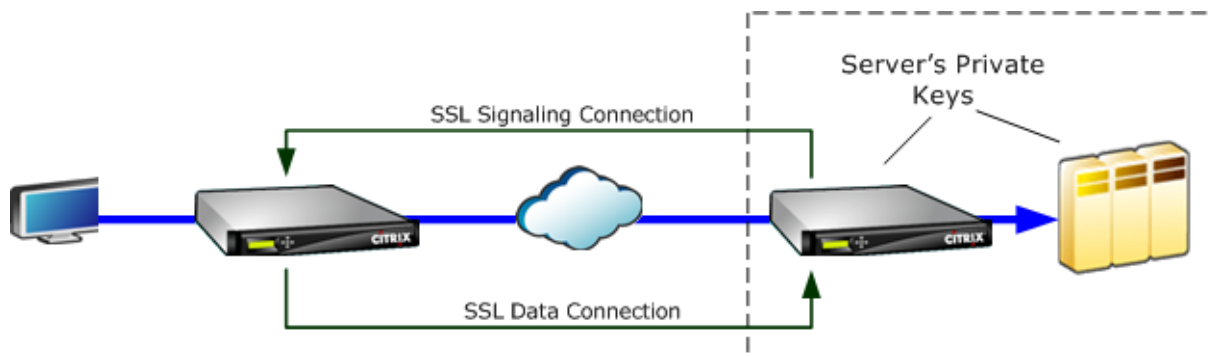 Server's Private
Keys
SSL Signaling Connection
CITRIX
CITRIX
SSL Data Connection